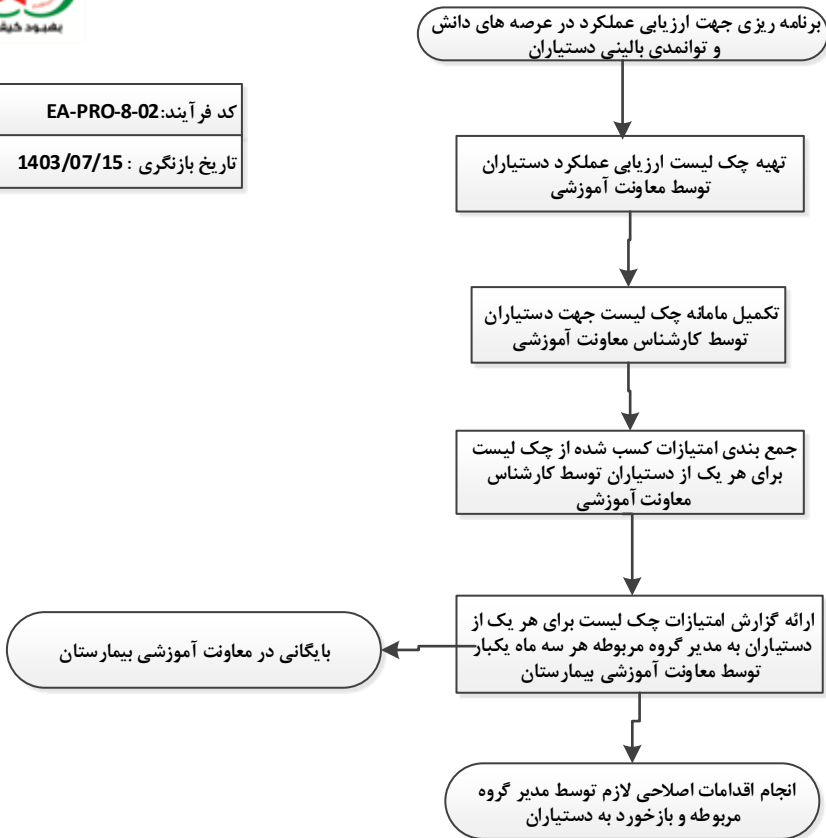 بهبود کیفی
کد فرآیند:EA-PRO-8-02
تاریخ بازنگری : 1403/07/15
برنامه ریزی جهت ارزیابی عملکرد در عرصه های دانش
و توانمدی بالینی دستیاران
تهیه چک لیست ارزیابی عملکرد دستیاران
توسط معاونت آموزشی
تکمیل مامانه چک لیست جهت دستیاران
توسط کارشناس معاونت آموزشی
جمع بندی امتیازات کسب شده از چک لیست
برای هر یک از دستیاران توسط کارشناس
معاونت آموزشی
ارائه گزارش امتیازات چک لیست برای هر یک از
دستیاران به مدیر گروه مربوطه هر سه ماه یکبار
توسط معاونت آموزشی بیمارستان
بایگانی در معاونت آموزشی بیمارستان
انجام اقدامات اصلاحی لازم توسط مدیر گروه
مربوطه و بازخورد به دستیاران